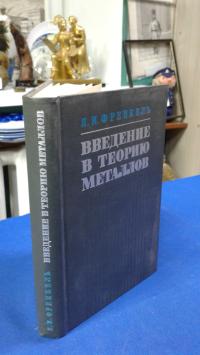 Я.И.ФРЕНКЕЛЬ
ВВЕДЕНИЕ
В ТЕОРИЮ
МЕТАЛЛОВ
Я.И.ФРЕНКЕЛЬ ВВЕДЕНИЕ В ТЕОРИЮ МЕТАЛЛОВ